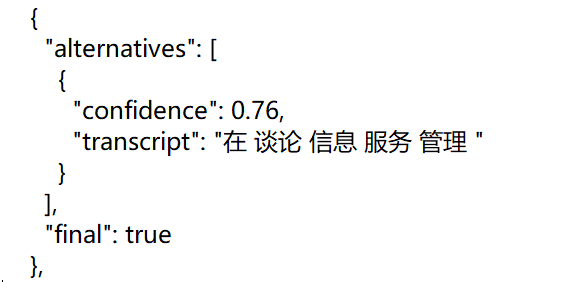 {
"alternatives": [
{
"confidence": 0.76,
"transcript": "在 谈论 信息 服务 管理 "
}
],
"final": true
},